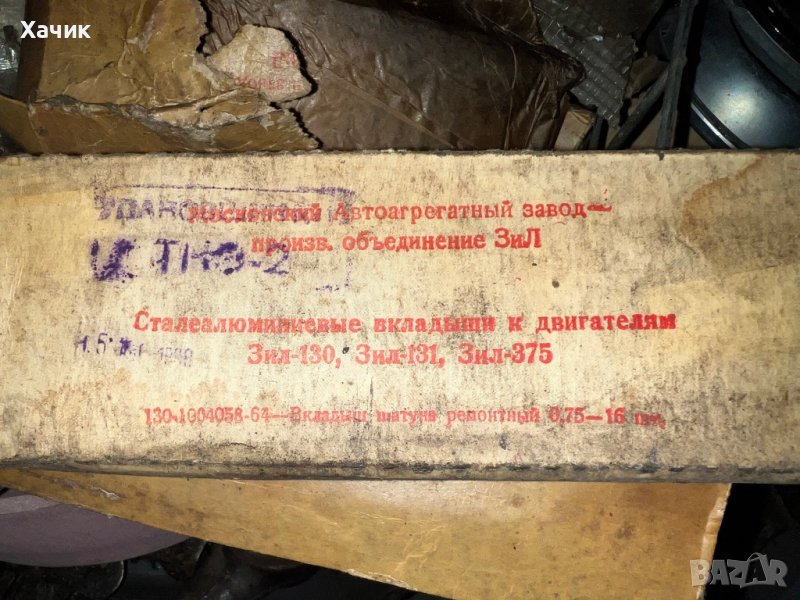 Хачик
Автоагрегатный завод—
произв. объединение ЗиЛ
Сталеалюминиевые вкладыши к двигателям
Зил-130, Зил-131, Зил-375
130-1004058-64—Вкладыш шатуна ремонтный 0,75—16 шт.
BAZAR